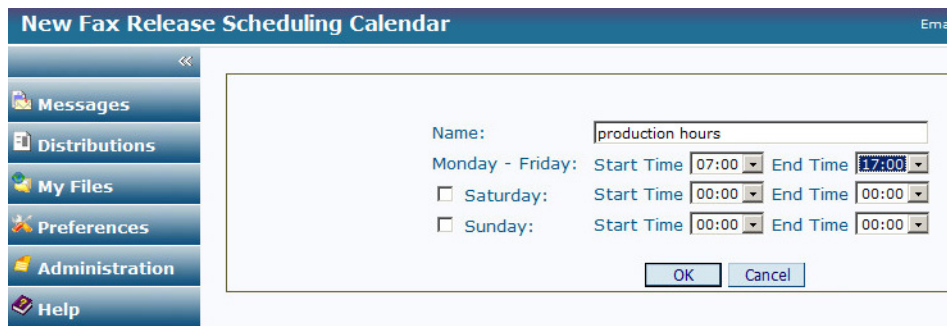 New Fax Release Scheduling Calendar
«
Messages
Distributions
My Files
Preferences
Administration
Help
Name: production hours
Monday - Friday: Start Time 07:00 End Time 17:00
Saturday: Start Time 00:00 End Time 00:00
Sunday: Start Time 00:00 End Time 00:00
OK Cancel